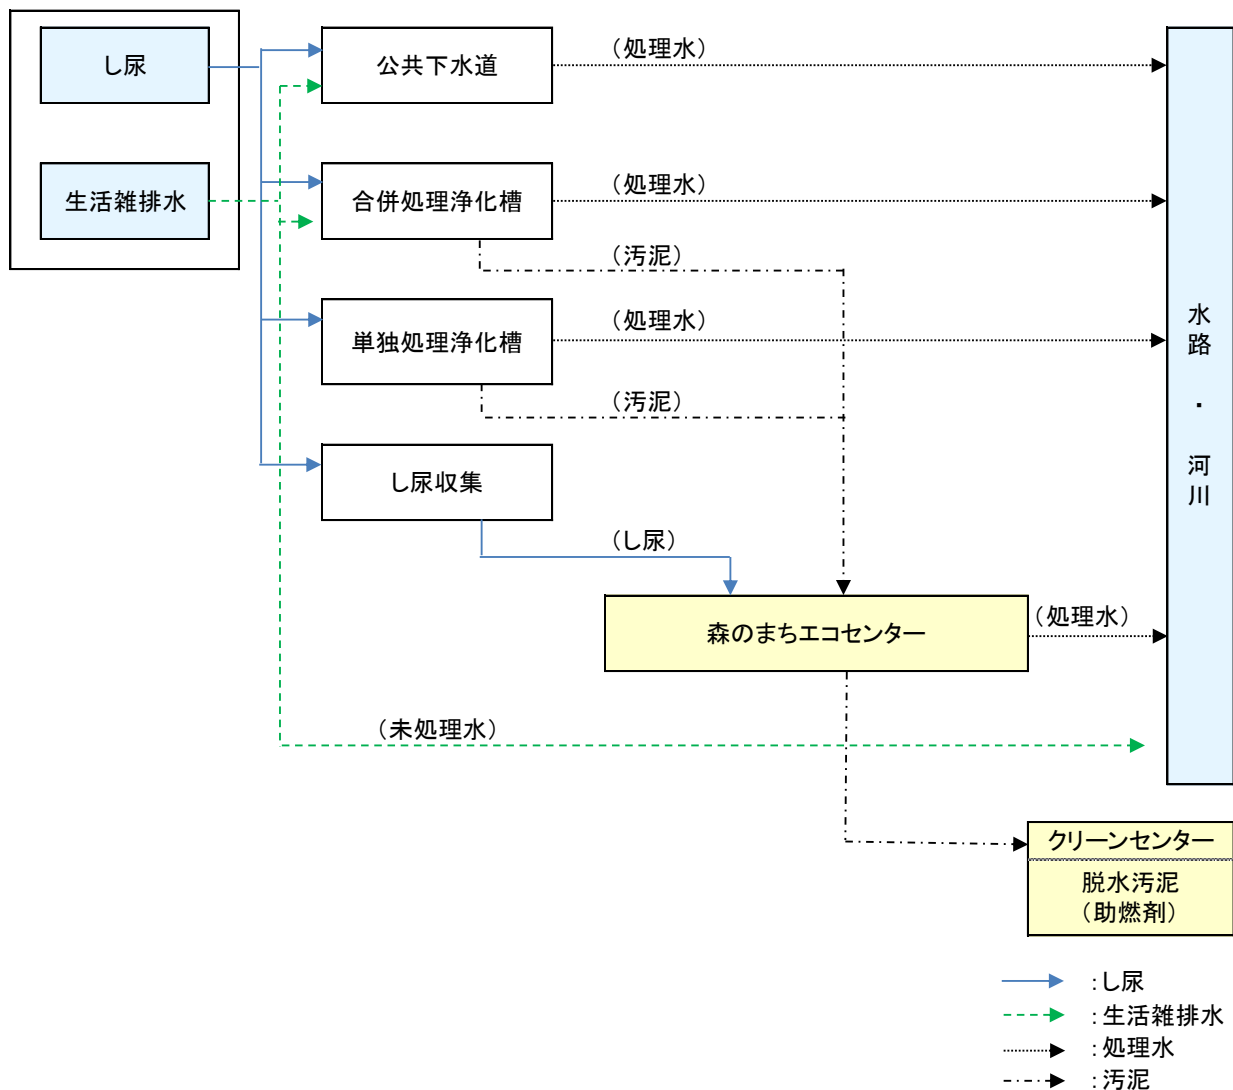 し尿
生活雑排水
公共下水道
(処理水)
合併処理浄化槽
(処理水)
(汚泥)
単独処理浄化槽
(処理水)
(汚泥)
し尿収集
(し尿)
森のまちエコセンター
(処理水)
(未処理水)
水路・河川
クリーンセンター
脱水汚泥
(助燃剤)
:し尿
:生活雑排水
:処理水
:汚泥